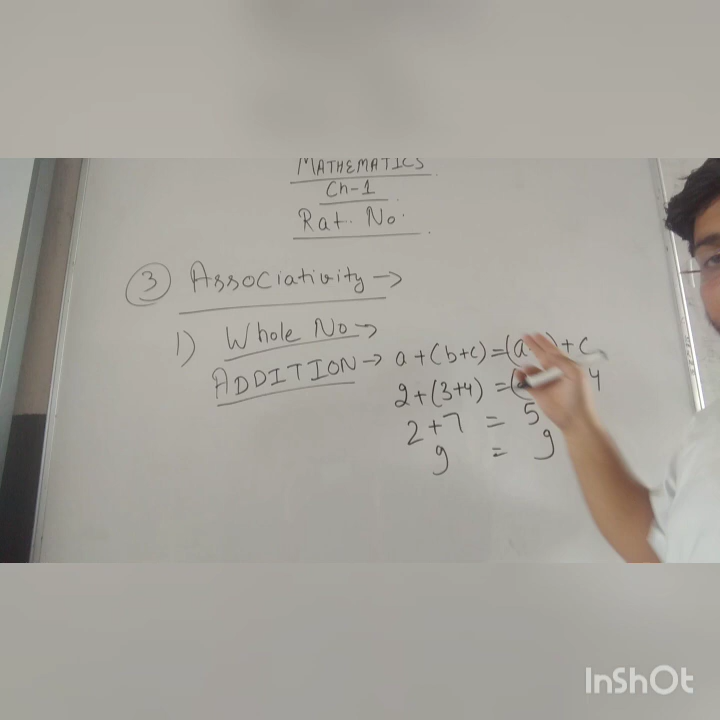 MATHEMATICS
Ch-1
Rat. No.
3 Associativity →
1) Whole No →
ADDITION → a + (b+c) = (a + c
2 + (3+4) = ( 4
2+7 = 5
9 = 9
InShOt